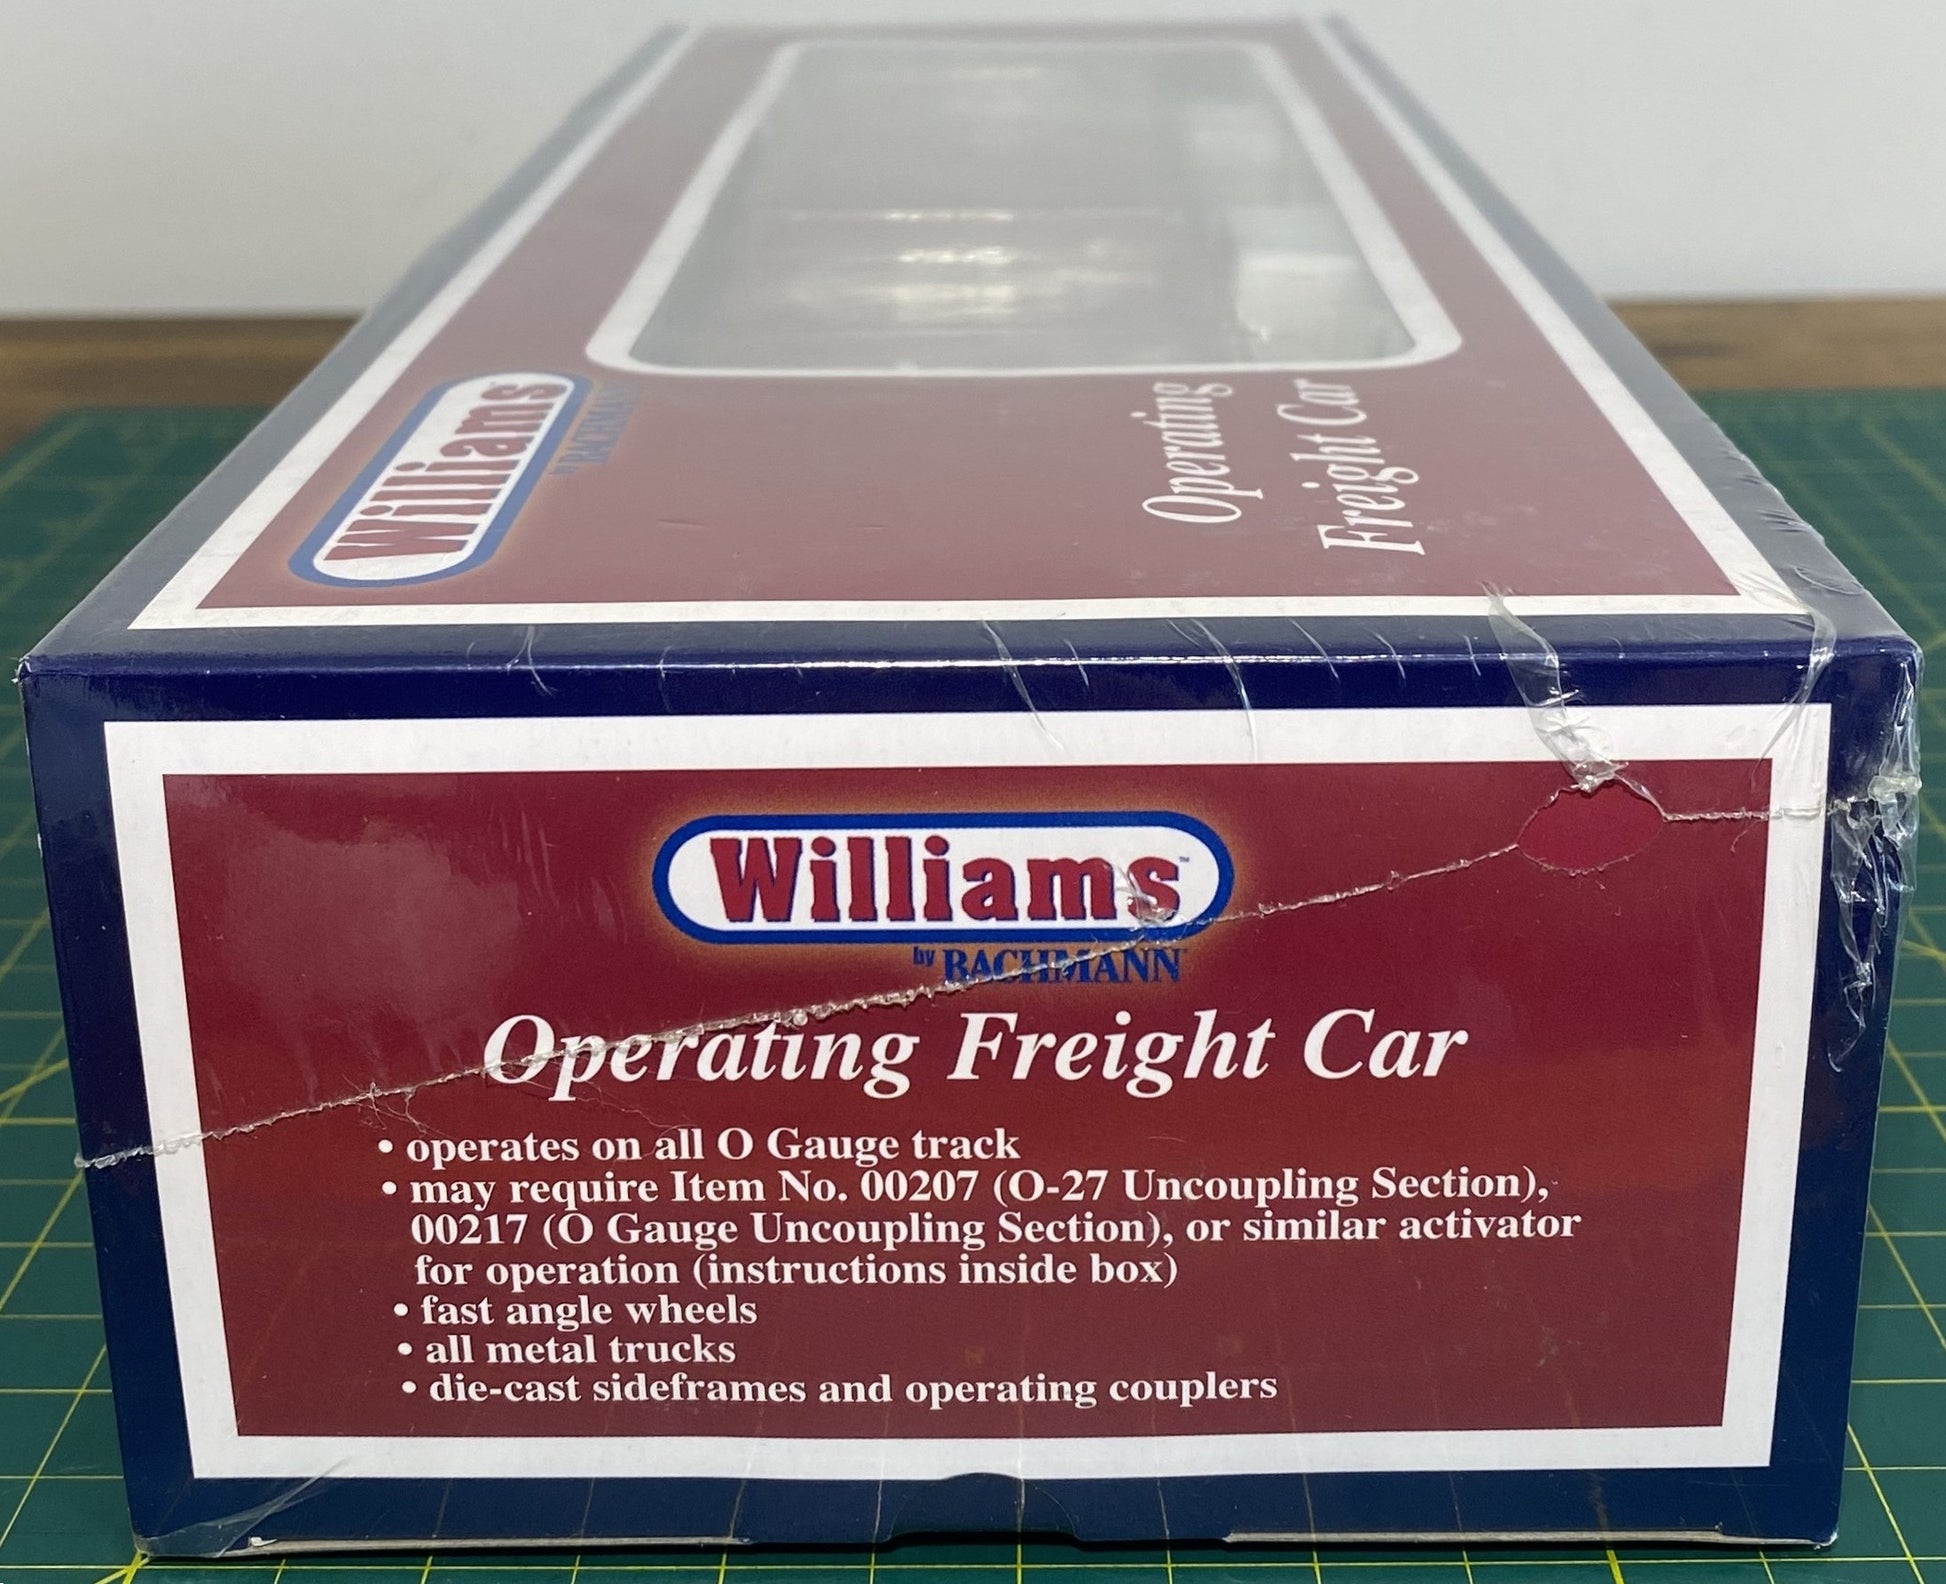 Williams™
by BACHMANN
Operating
Freight Car
Williams™
by BACHMANN
Operating Freight Car
• operates on all O Gauge track
• may require Item No. 00207 (O-27 Uncoupling Section),
00217 (O Gauge Uncoupling Section), or similar activator
for operation (instructions inside box)
• fast angle wheels
• all metal trucks
• die-cast sideframes and operating couplers